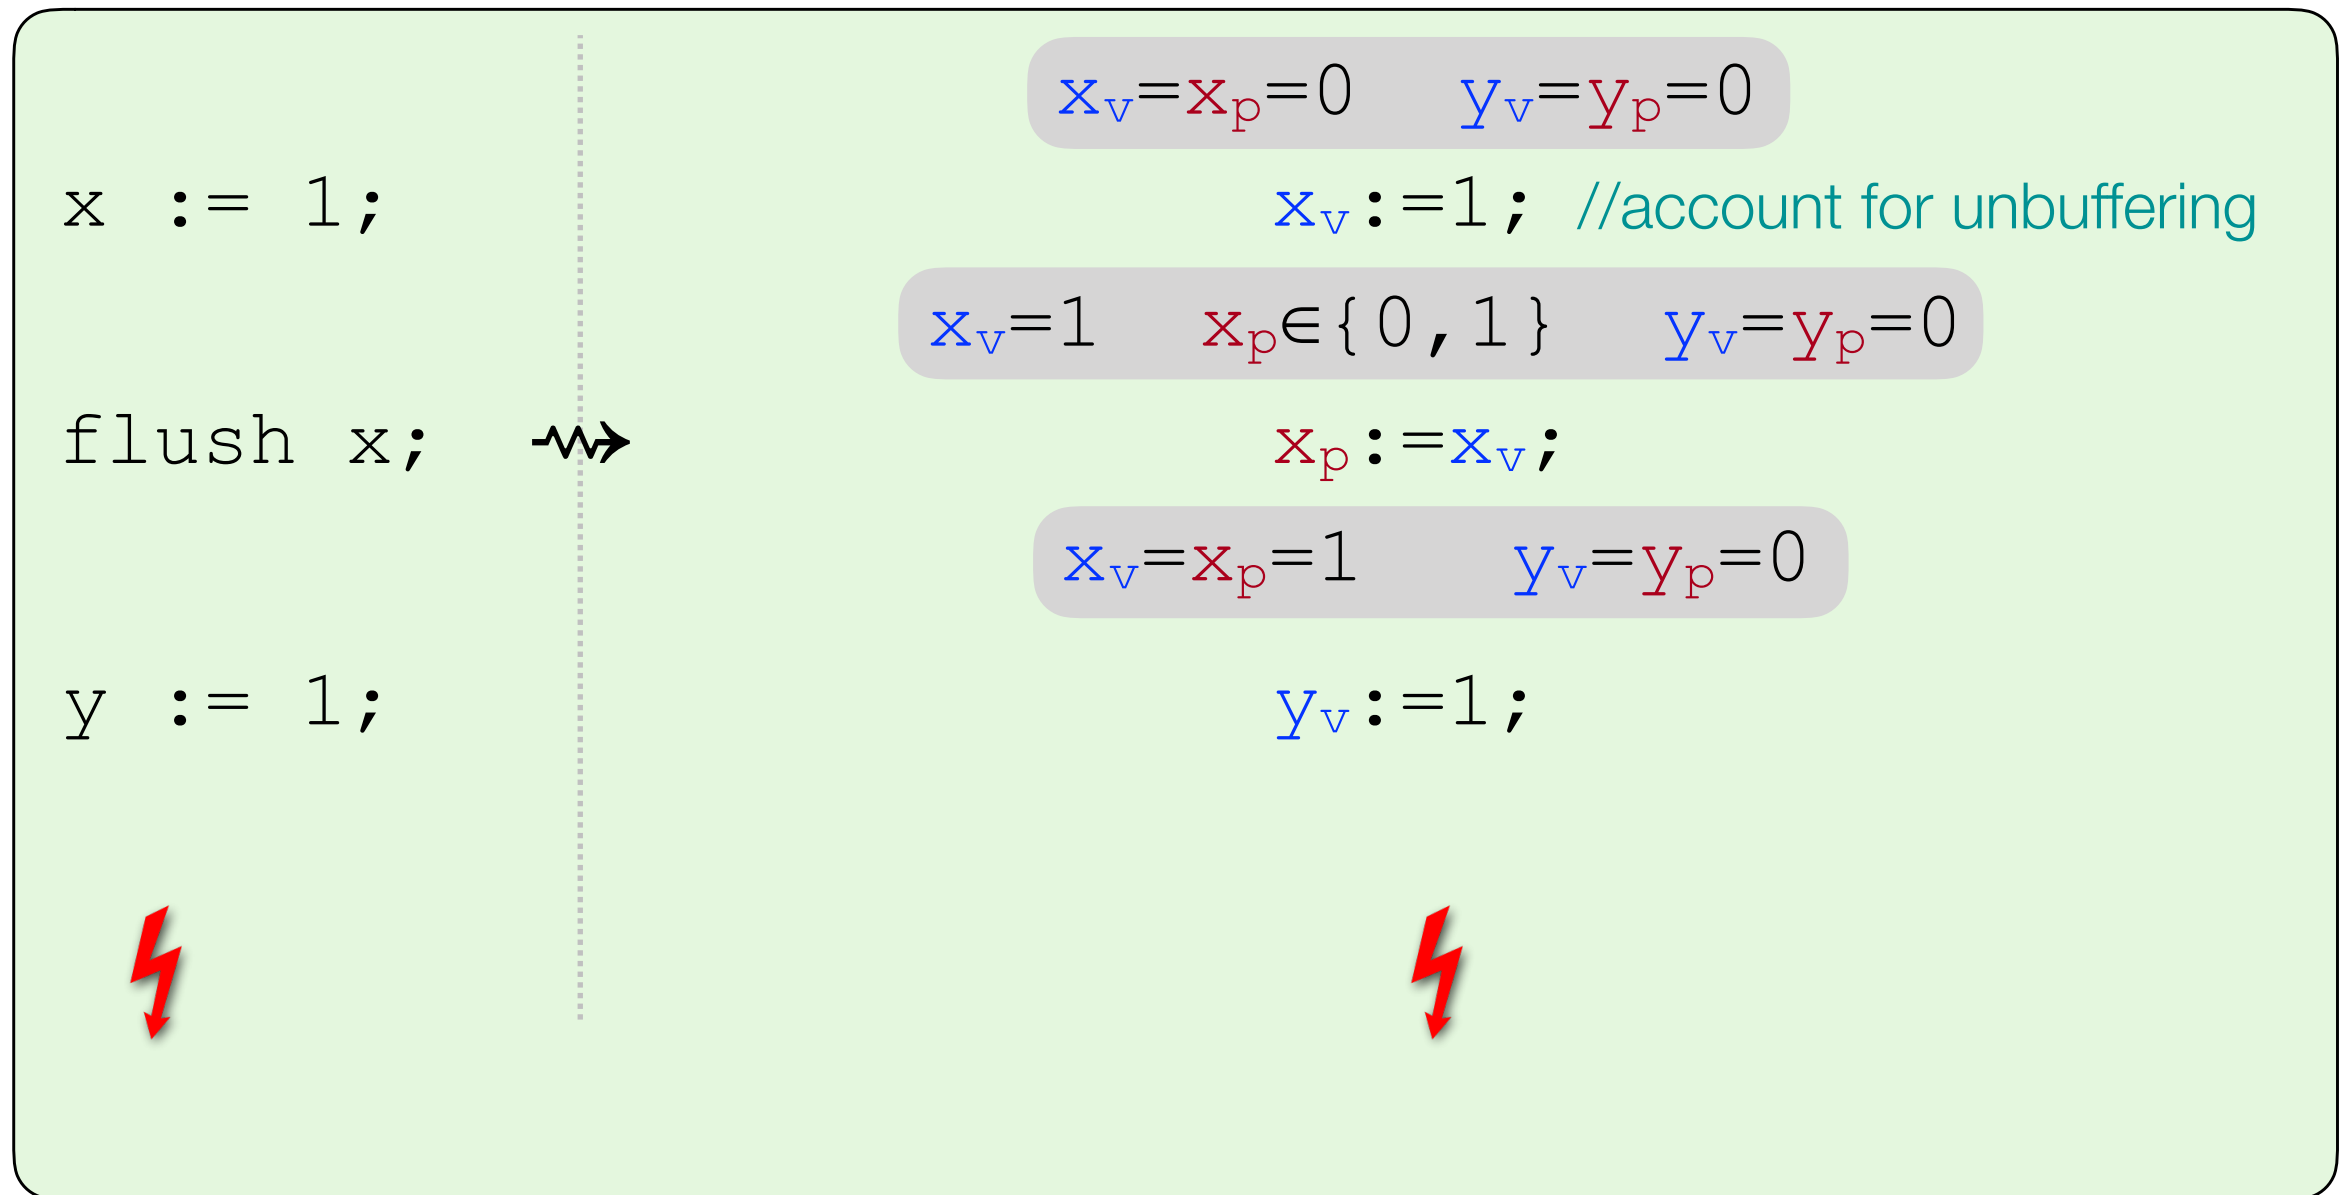 xᵥ=xₚ=0 yᵥ=yₚ=0
x := 1; xᵥ:=1; //account for unbuffering
xᵥ=1 xₚ∈{0,1} yᵥ=yₚ=0
flush x; ⇝ xₚ:=xᵥ;
xᵥ=xₚ=1 yᵥ=yₚ=0
y := 1; yᵥ:=1;